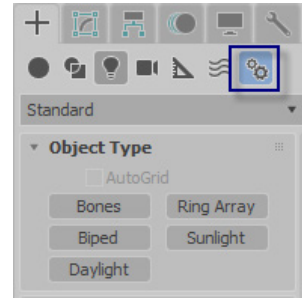 Standard
Object Type
AutoGrid
Bones
Ring Array
Biped
Sunlight
Daylight